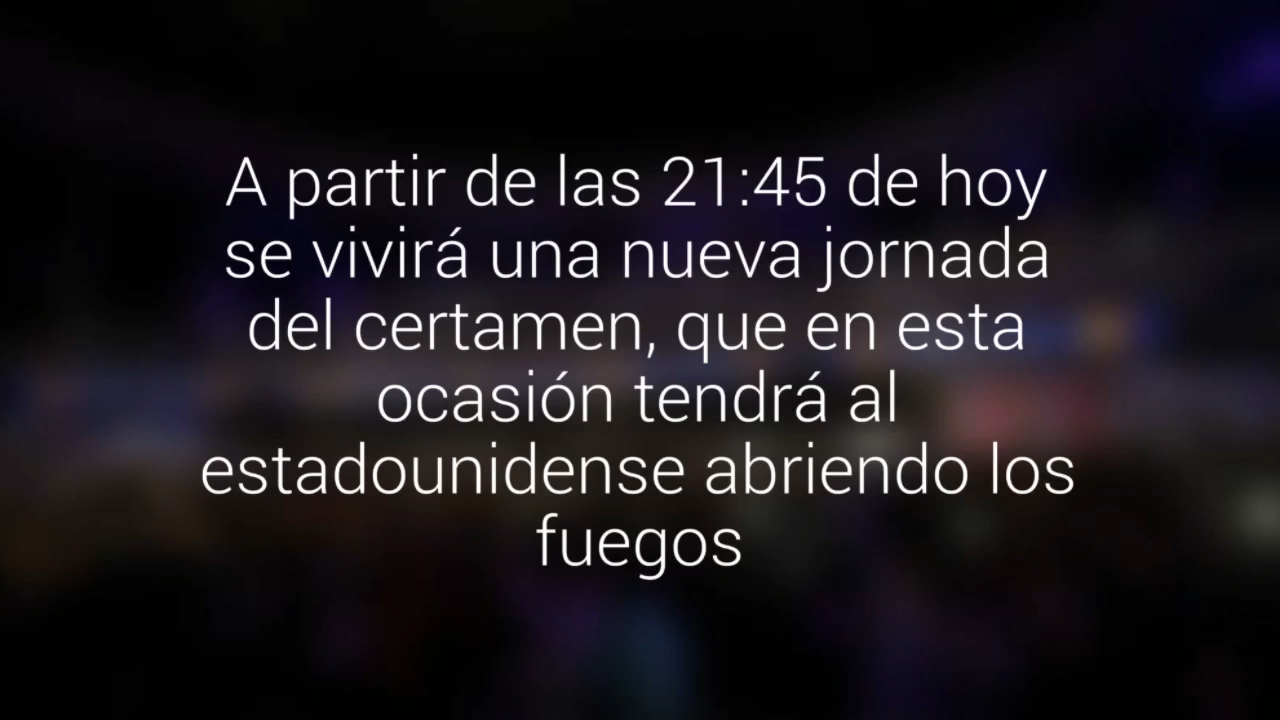 A partir de las 21:45 de hoy
se vivirá una nueva jornada
del certamen, que en esta
ocasión tendrá al
estadounidense abriendo los
fuegos